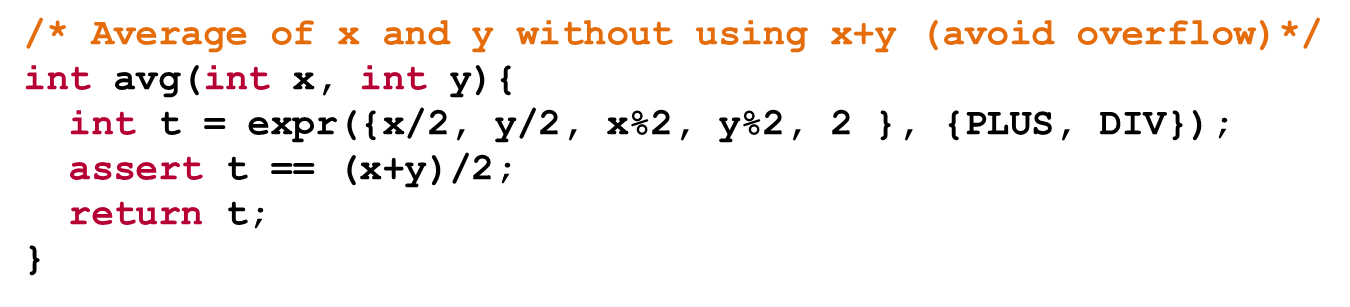 /* Average of x and y without using x+y (avoid overflow)*/
int avg(int x, int y){
  int t = expr({x/2, y/2, x%2, y%2, 2 }, {PLUS, DIV});
  assert t == (x+y)/2;
  return t;
}